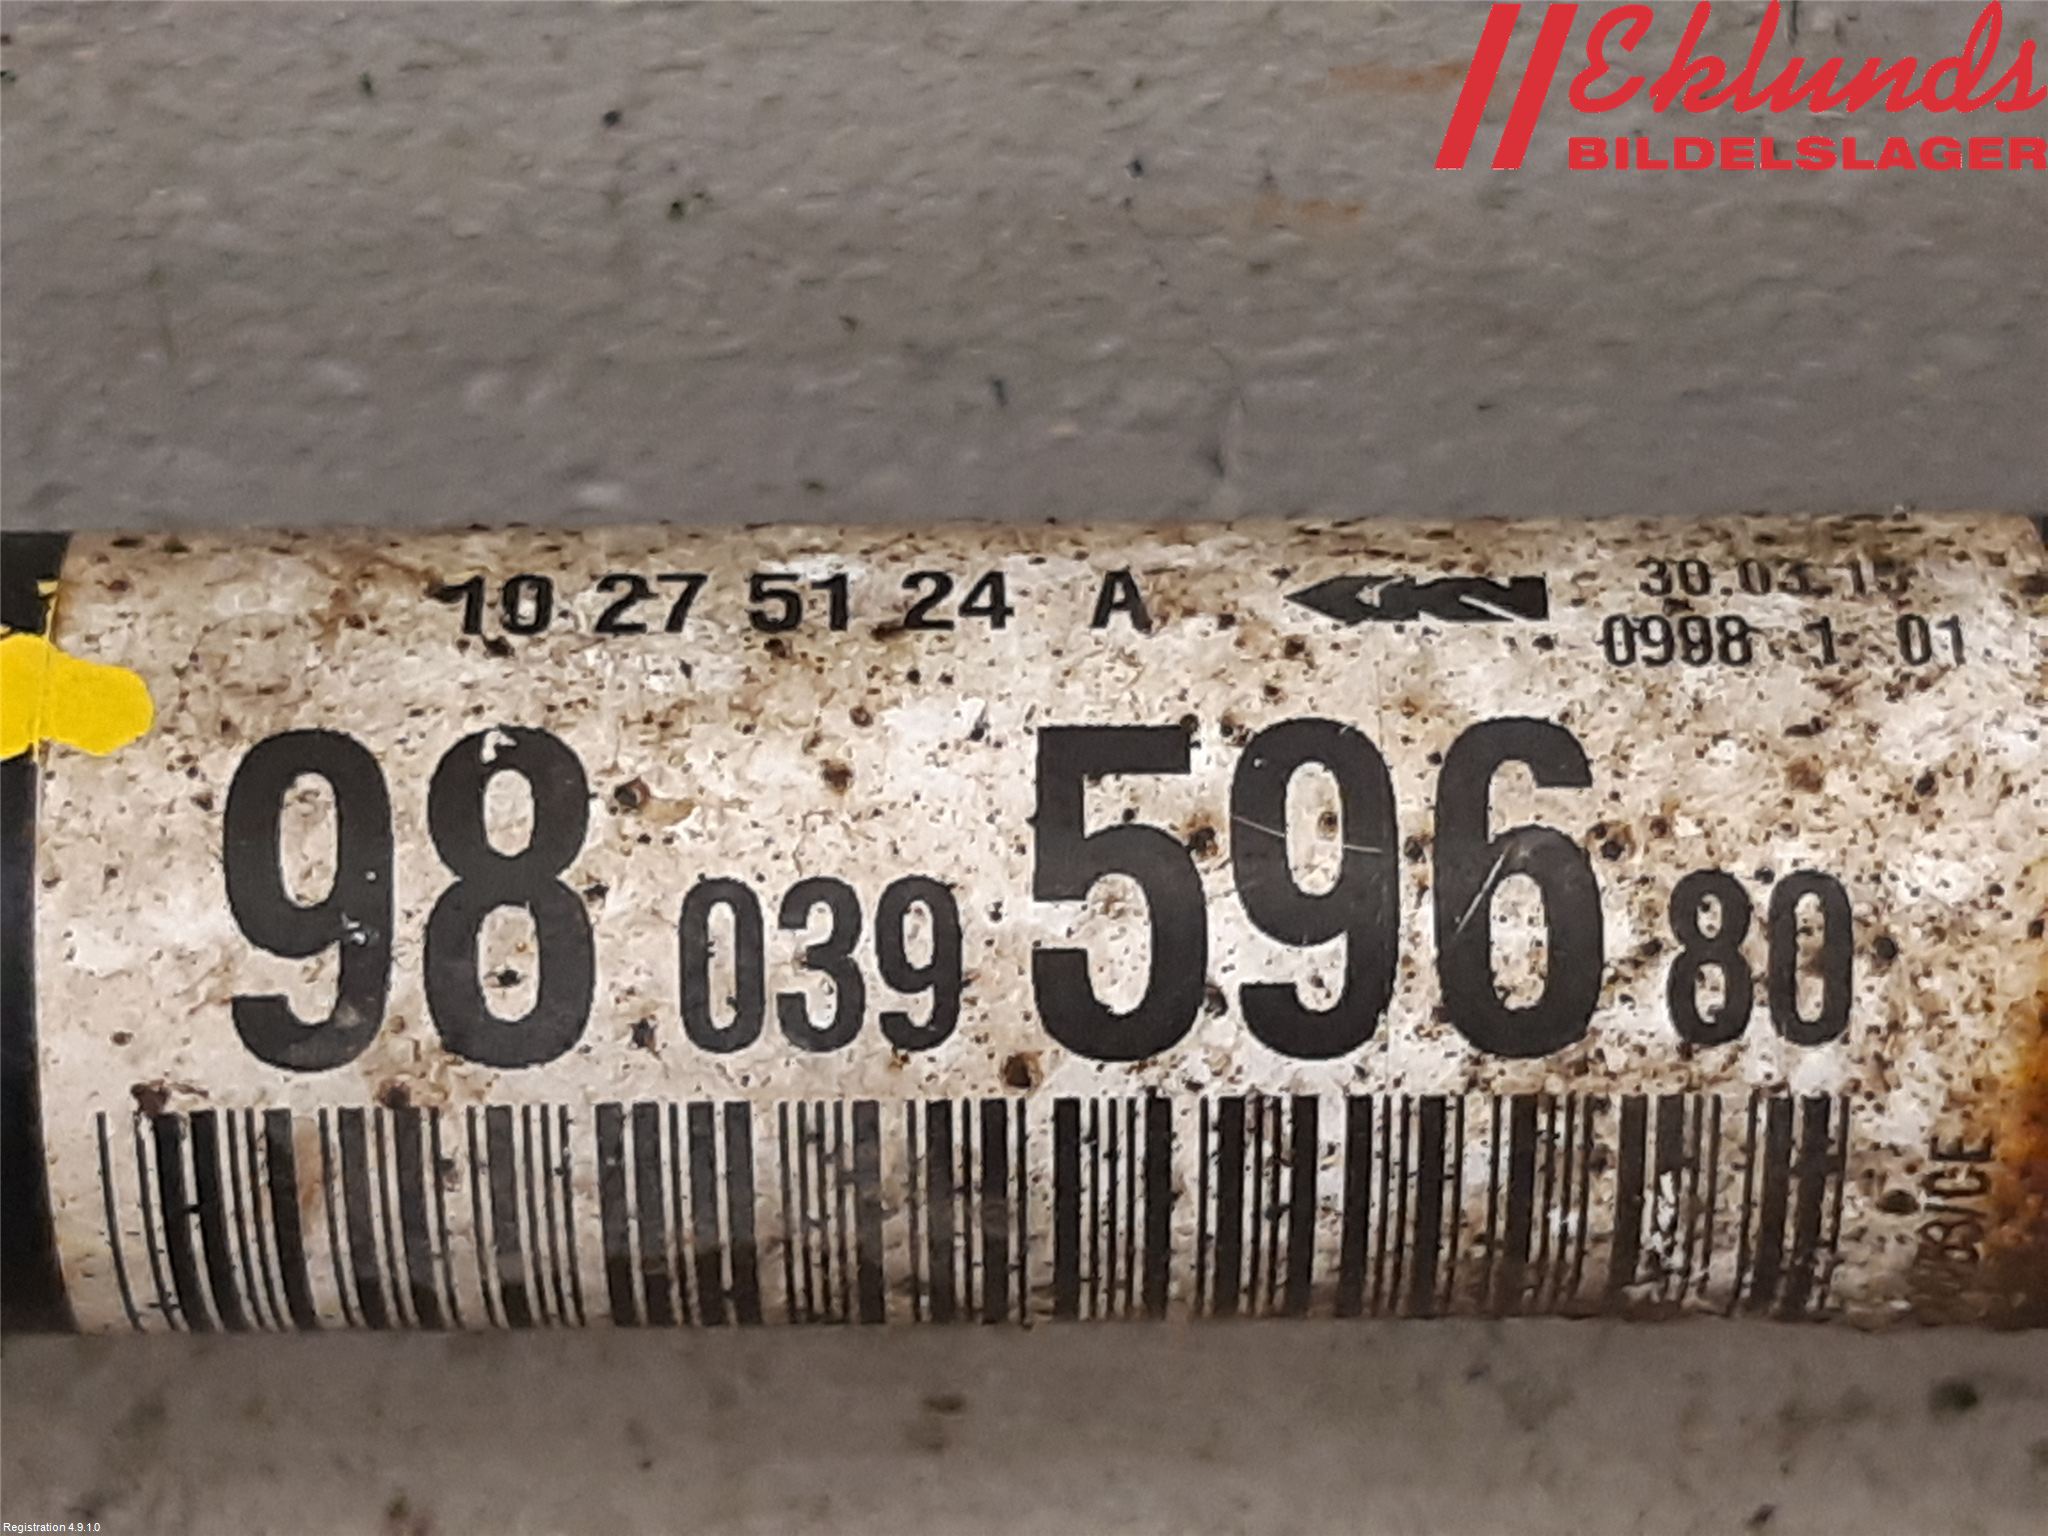 Eklunds
BILDELSLAGER
10 27 51 24 A
30.03.15
0998 1 01
98 039 596 80
/CE
Registration 4.9.1.0